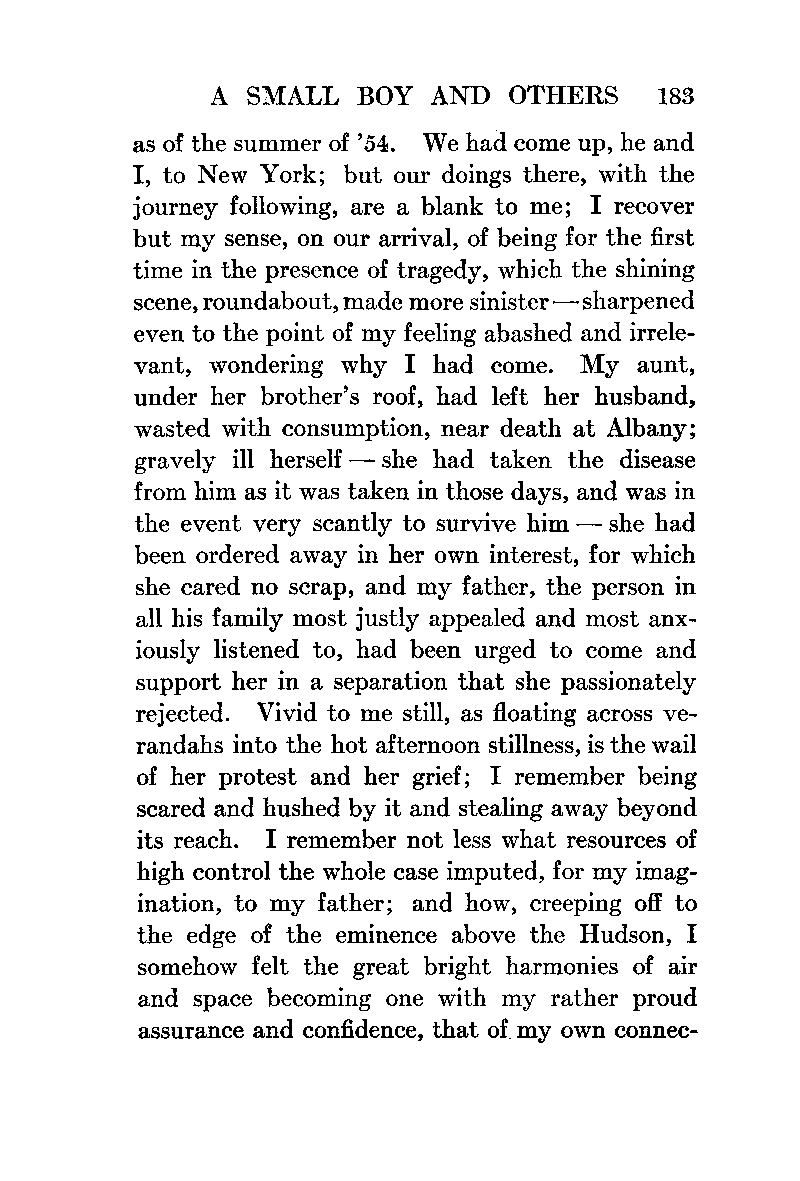 A SMALL BOY AND OTHERS 183
as of the summer of ’54. We had come up, he and
I, to New York; but our doings there, with the
journey following, are a blank to me; I recover
but my sense, on our arrival, of being for the first
time in the presence of tragedy, which the shining
scene, roundabout, made more sinister — sharpened
even to the point of my feeling abashed and irrele-
vant, wondering why I had come. My aunt,
under her brother’s roof, had left her husband,
wasted with consumption, near death at Albany;
gravely ill herself — she had taken the disease
from him as it was taken in those days, and was in
the event very scantly to survive him — she had
been ordered away in her own interest, for which
she cared no scrap, and my father, the person in
all his family most justly appealed and most anx-
iously listened to, had been urged to come and
support her in a separation that she passionately
rejected. Vivid to me still, as floating across ve-
randahs into the hot afternoon stillness, is the wail
of her protest and her grief; I remember being
scared and hushed by it and stealing away beyond
its reach. I remember not less what resources of
high control the whole case imputed, for my imag-
ination, to my father; and how, creeping off to
the edge of the eminence above the Hudson, I
somehow felt the great bright harmonies of air
and space becoming one with my rather proud
assurance and confidence, that of my own connec-